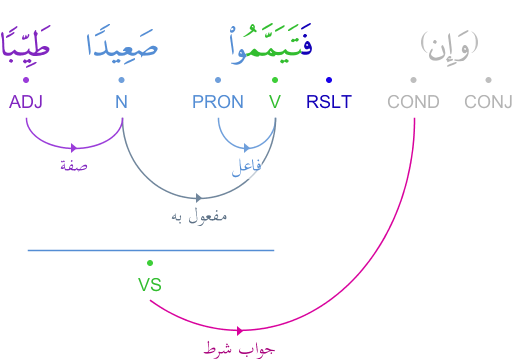 (وَإِن) فَتَيَمَّمُوا۟ صَعِيدًا طَيِّبًا
CONJ COND RSLT V PRON N ADJ
فاعل
صفة
مفعول به
VS
جواب شرط